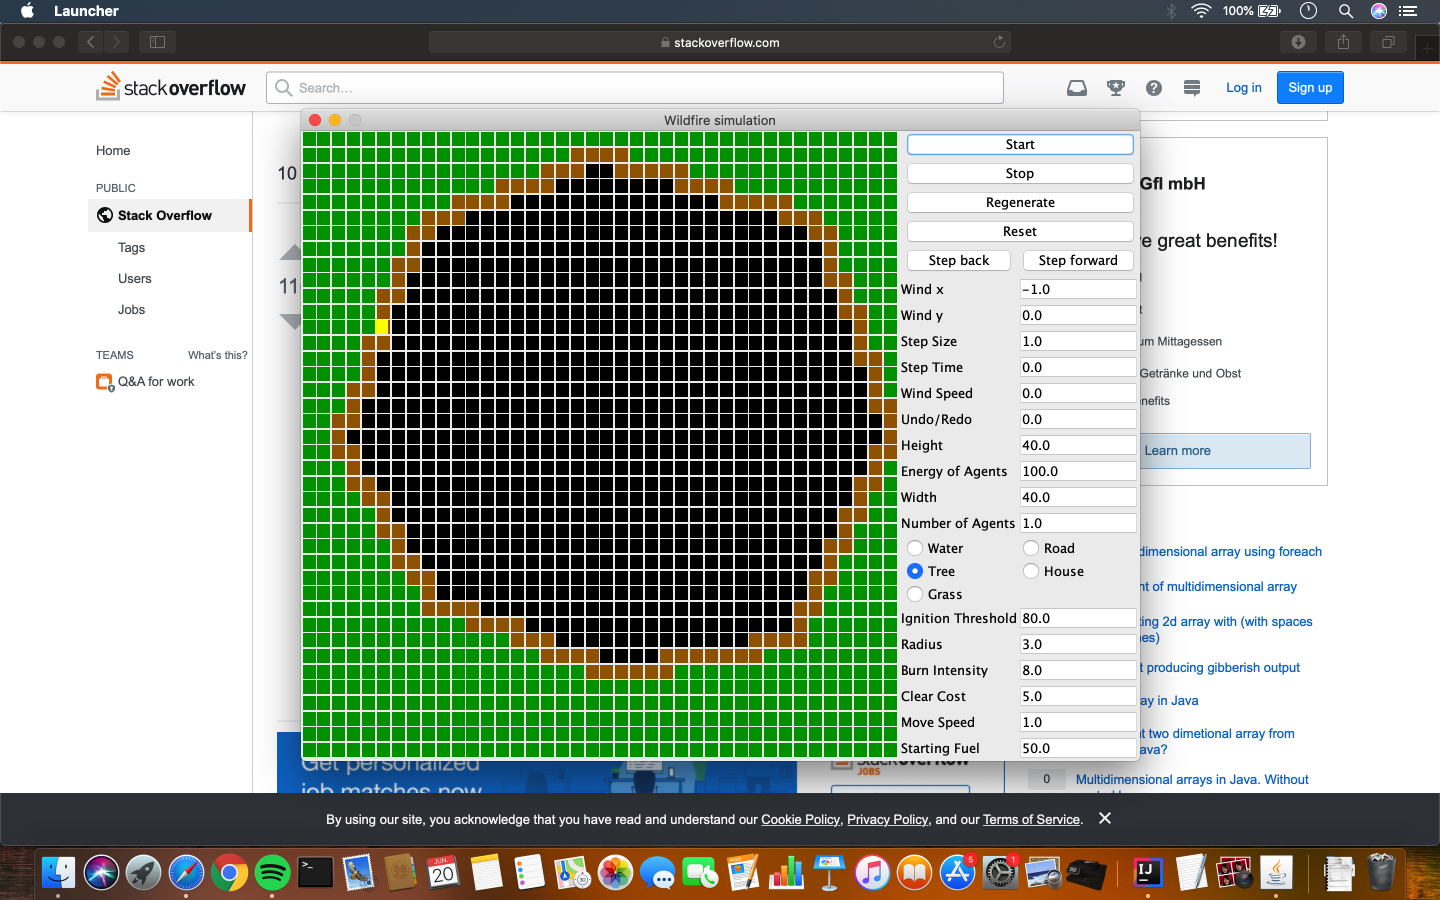 Launcher
100%
stackoverflow.com
stackoverflow
Search...
Log in
Sign up
Home
PUBLIC
Stack Overflow
Tags
Users
Jobs
TEAMS
What's this?
Q&A for work
10
11
Wildfire simulation
Start
Stop
Regenerate
Reset
Step back
Step forward
Wind x
-1.0
Wind y
0.0
Step Size
1.0
Step Time
0.0
Wind Speed
0.0
Undo/Redo
0.0
Height
40.0
Energy of Agents
100.0
Width
40.0
Number of Agents
1.0
Water
Road
Tree
House
Grass
Ignition Threshold
80.0
Radius
3.0
Burn Intensity
8.0
Clear Cost
5.0
Move Speed
1.0
Starting Fuel
50.0
GfI mbH
e great benefits!
um Mittagessen
Getränke und Obst
enefits
Learn more
dimensional array using foreach
nt of multidimensional array
ting 2d array with (with spaces
nes)
t producing gibberish output
ay in Java
t two dimetional array from
ava?
0
Multidimensional arrays in Java. Without
Get personalized
job matches now
stackoverflow
JOBS
By using our site, you acknowledge that you have read and understand our Cookie Policy, Privacy Policy, and our Terms of Service.
JUN
20
5
1
IJ